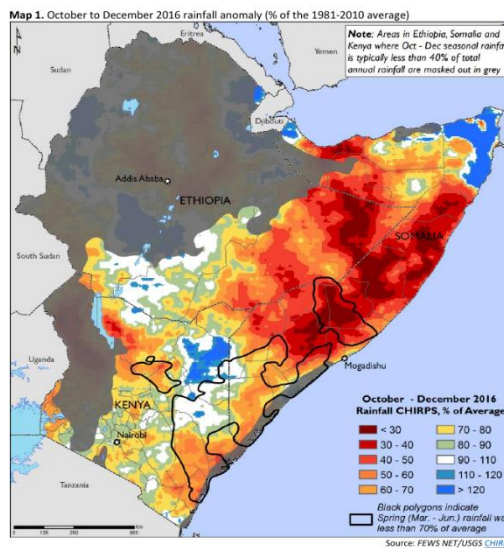 Map 1. October to December 2016 rainfall anomaly (% of the 1981-2010 average)
Eritrea
Yemen
Sudan
Note: Areas in Ethiopia, Somalia and
Kenya where Oct - Dec seasonal rainfa
is typically less than 40% of total
annual rainfall are masked out in grey
Djibouti
Addis Ababa
ETHIOPIA
SOMALIA
South Sudan
Uganda
Mogadishu
KENYA
Nairobi
Tanzania
October - December 2016
Rainfall CHIRPS, % of Average
< 30
30 - 40
40 - 50
50 - 60
60 - 70
70 - 80
80 - 90
90 - 110
110 - 120
> 120
Black polygons indicate
Spring (Mar. - Jun.) rainfall wa
less than 70% of average
Source: FEWS NET/USGS CHIR